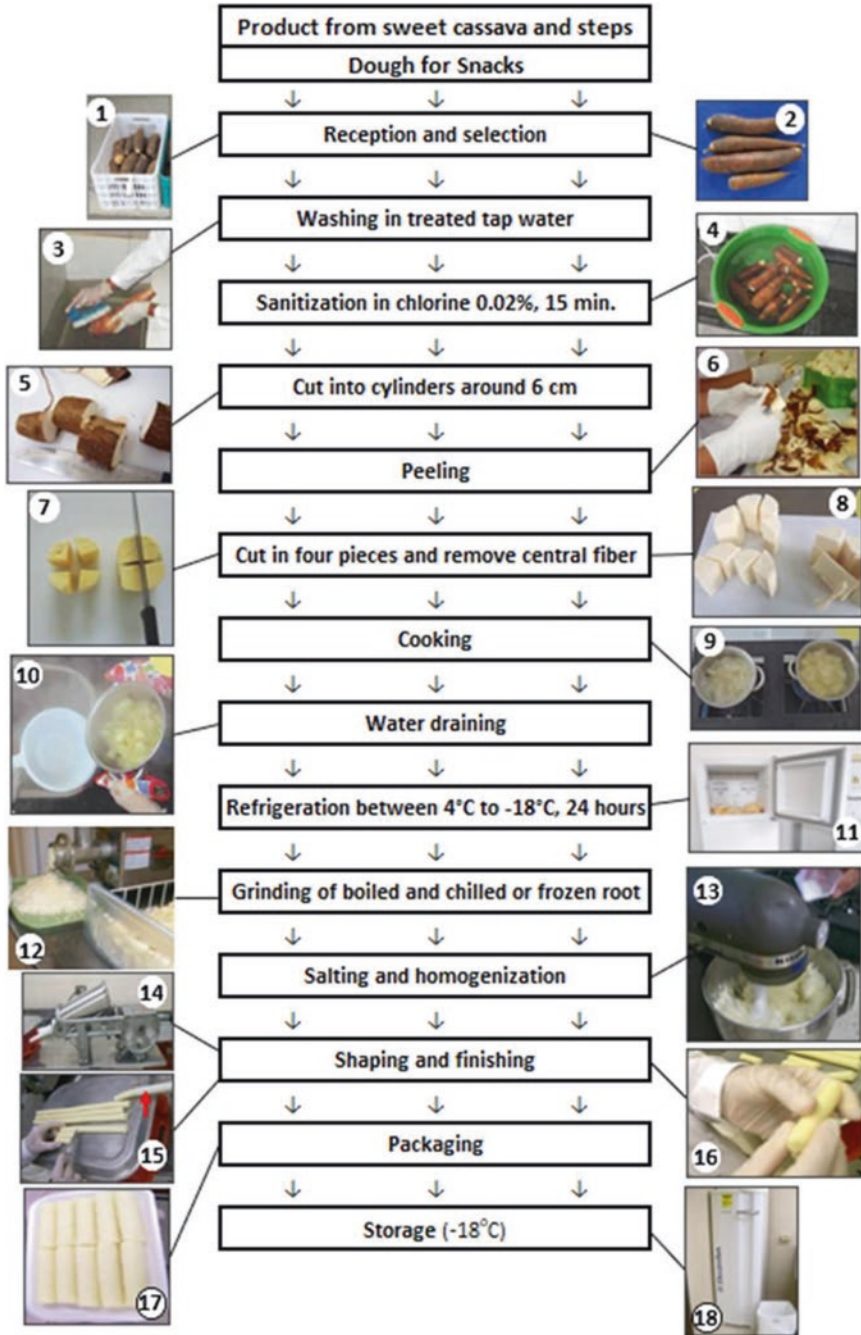 Product from sweet cassava and steps
Dough for Snacks
1
Reception and selection
2
Washing in treated tap water
3
4
Sanitization in chlorine 0.02%, 15 min.
5
Cut into cylinders around 6 cm
6
Peeling
7
Cut in four pieces and remove central fiber
8
Cooking
9
10
Water draining
Refrigeration between 4°C to -18°C, 24 hours
11
Grinding of boiled and chilled or frozen root
12
13
Salting and homogenization
14
Shaping and finishing
15
16
Packaging
17
Storage (-18°C)
18